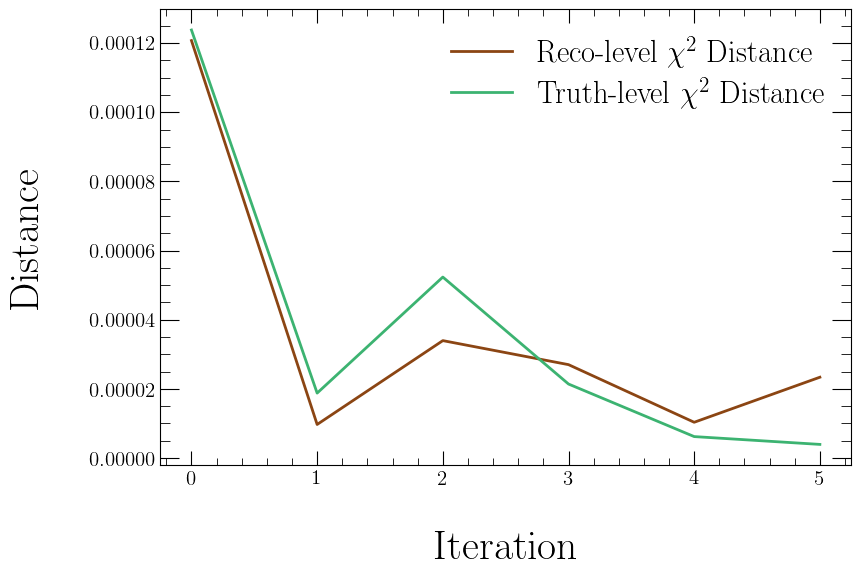 Reco-level χ² Distance
Truth-level χ² Distance
0.00012
0.00010
0.00008
0.00006
0.00004
0.00002
0.00000
Distance
0 1 2 3 4 5
Iteration